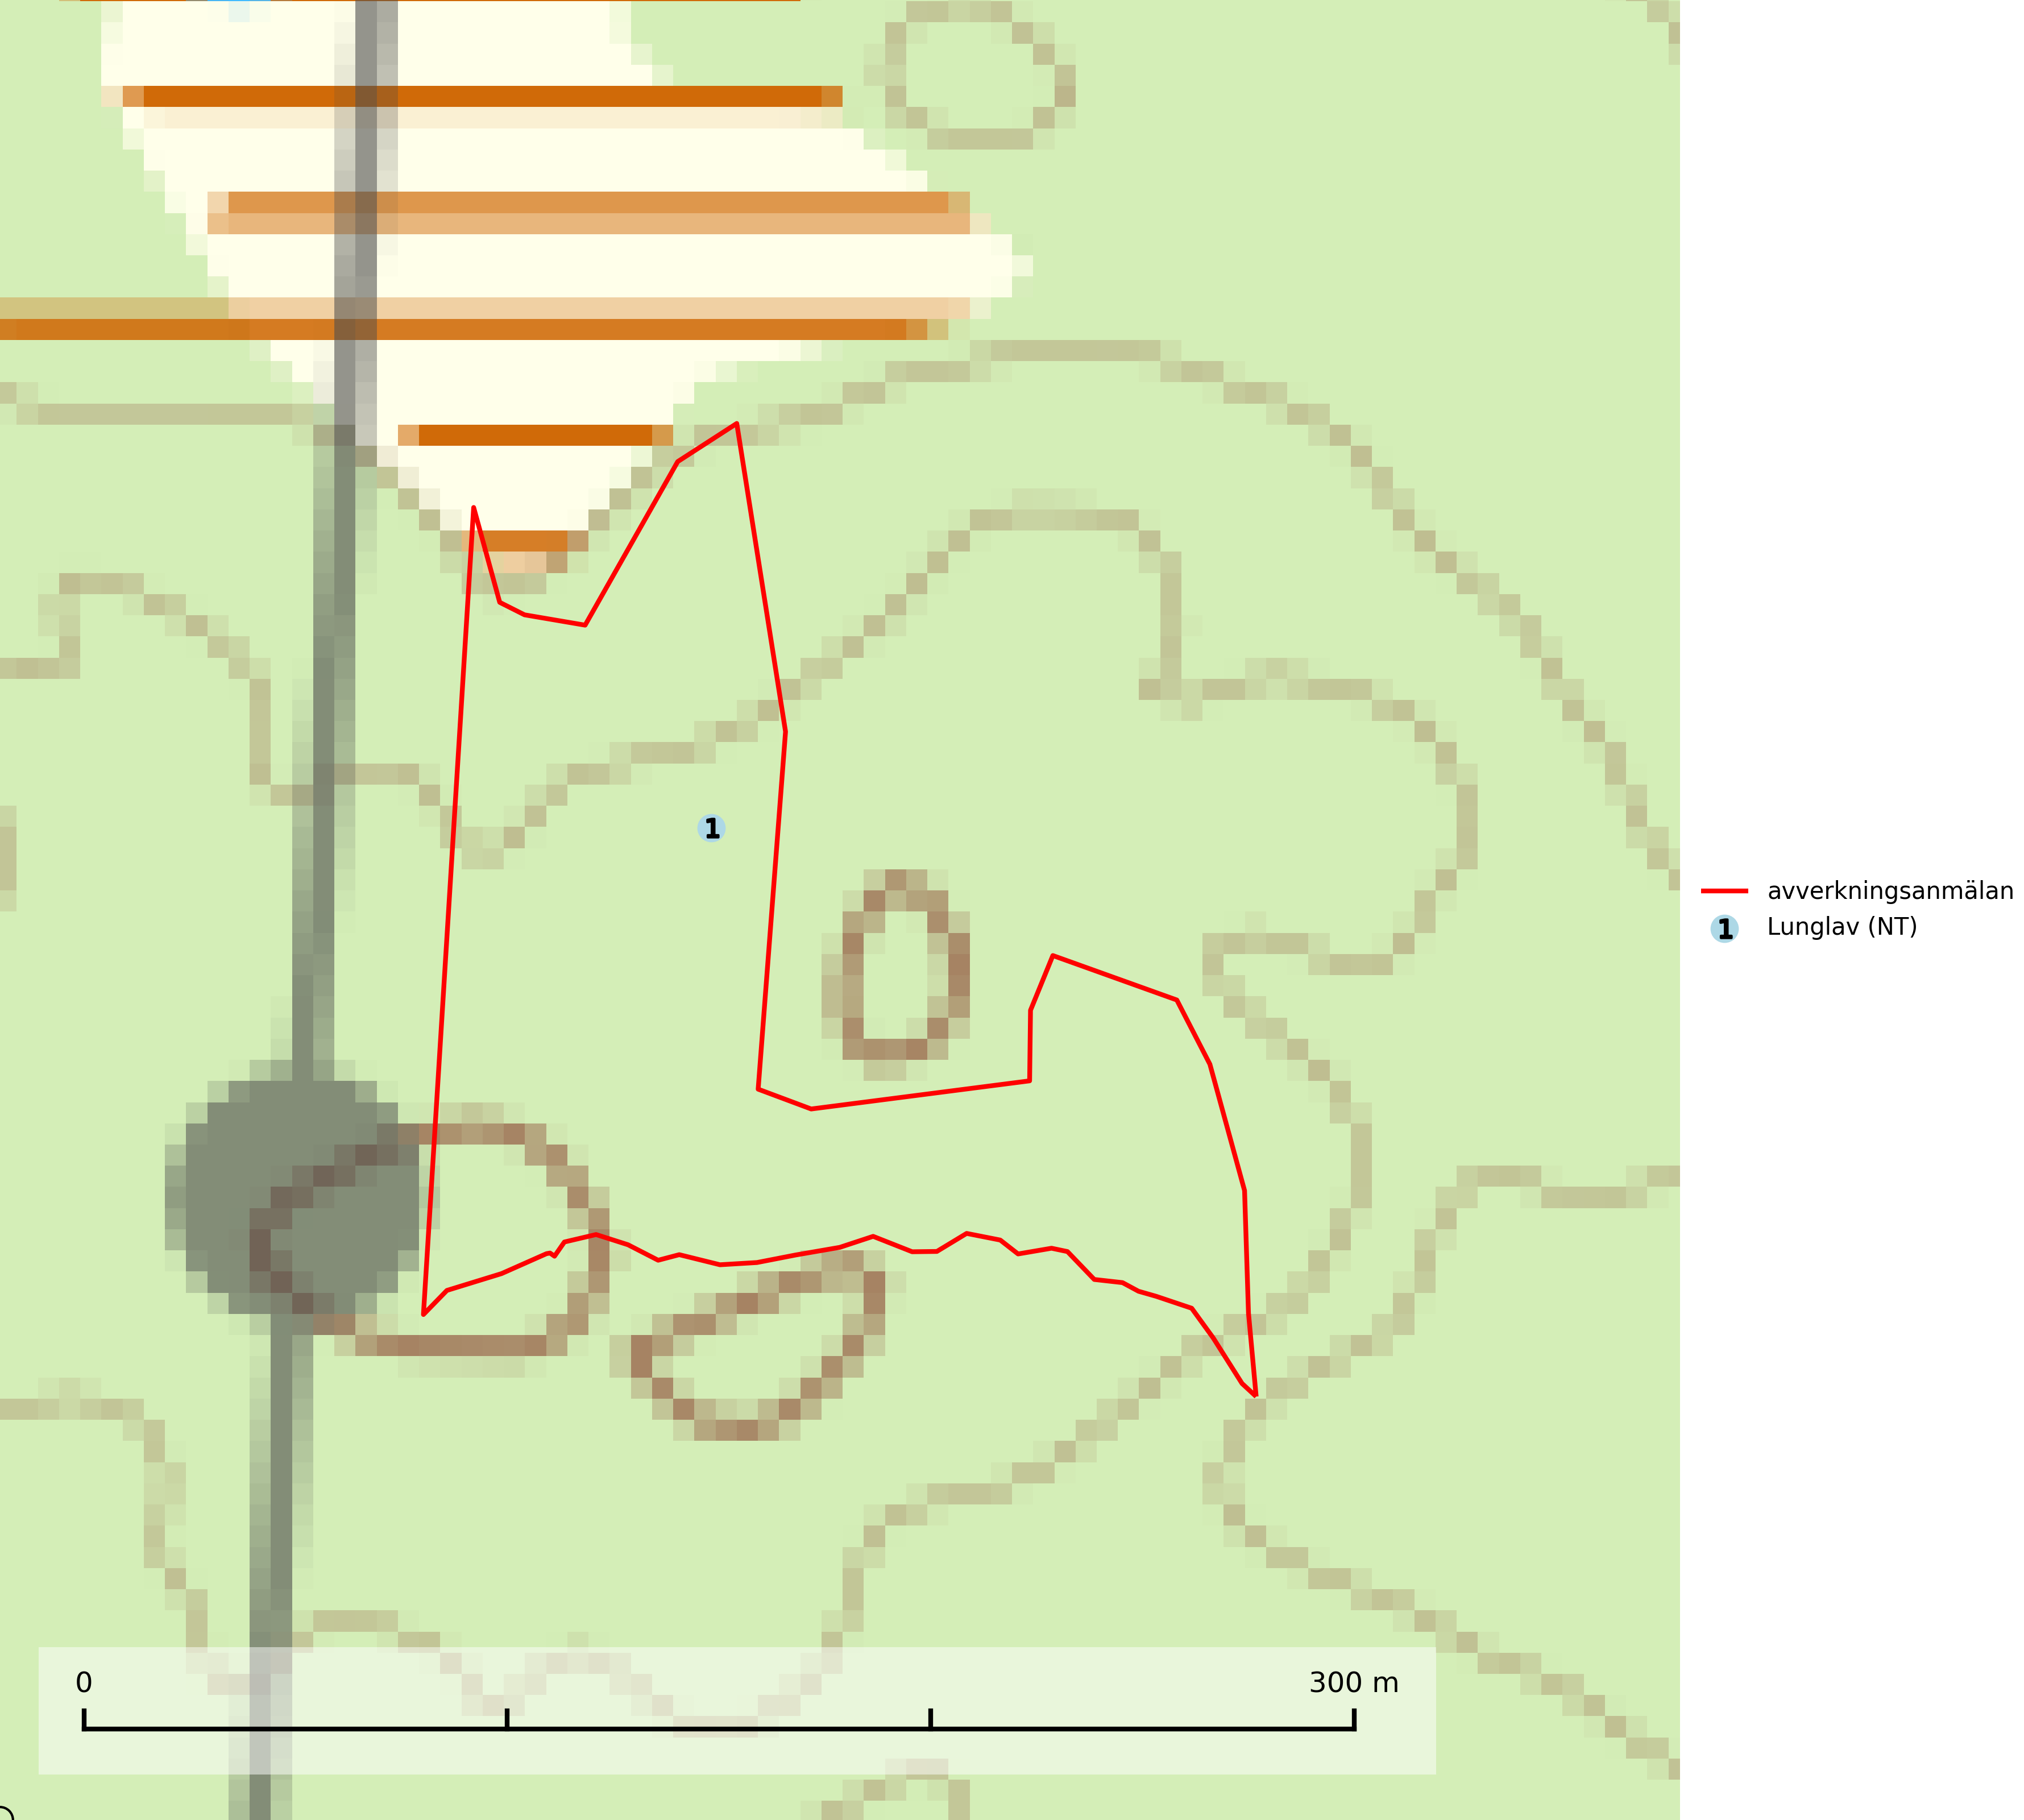 1
avverkningsanmälan
1 Lunglav (NT)
0 300 m